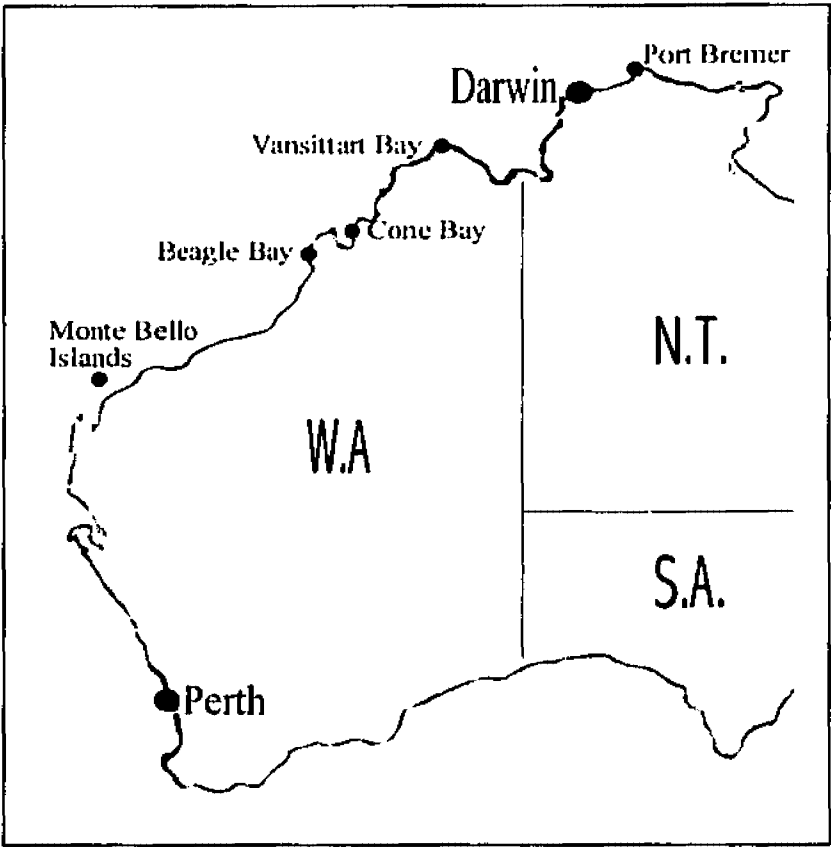 Port Bremer
Darwin
Vansittart Bay
Cone Bay
Beagle Bay
Monte Bello
Islands
N.T.
W.A
S.A.
Perth